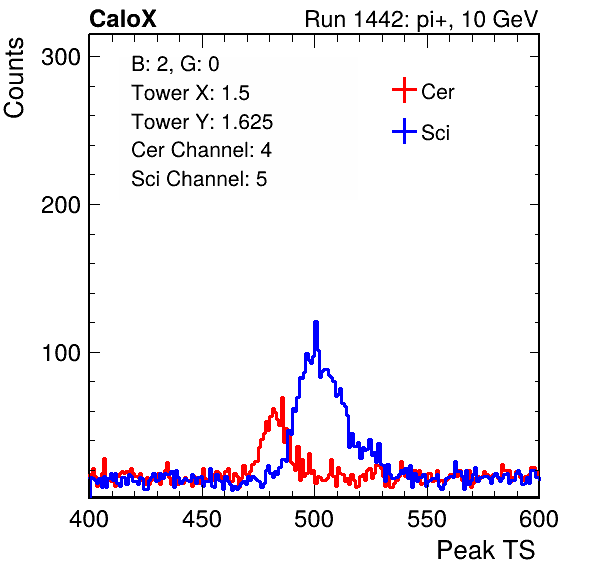 CaloX Run 1442: pi+, 10 GeV
Counts
300
200
100
B: 2, G: 0
Tower X: 1.5
Tower Y: 1.625
Cer Channel: 4
Sci Channel: 5
Cer
Sci
400 450 500 550 600
Peak TS